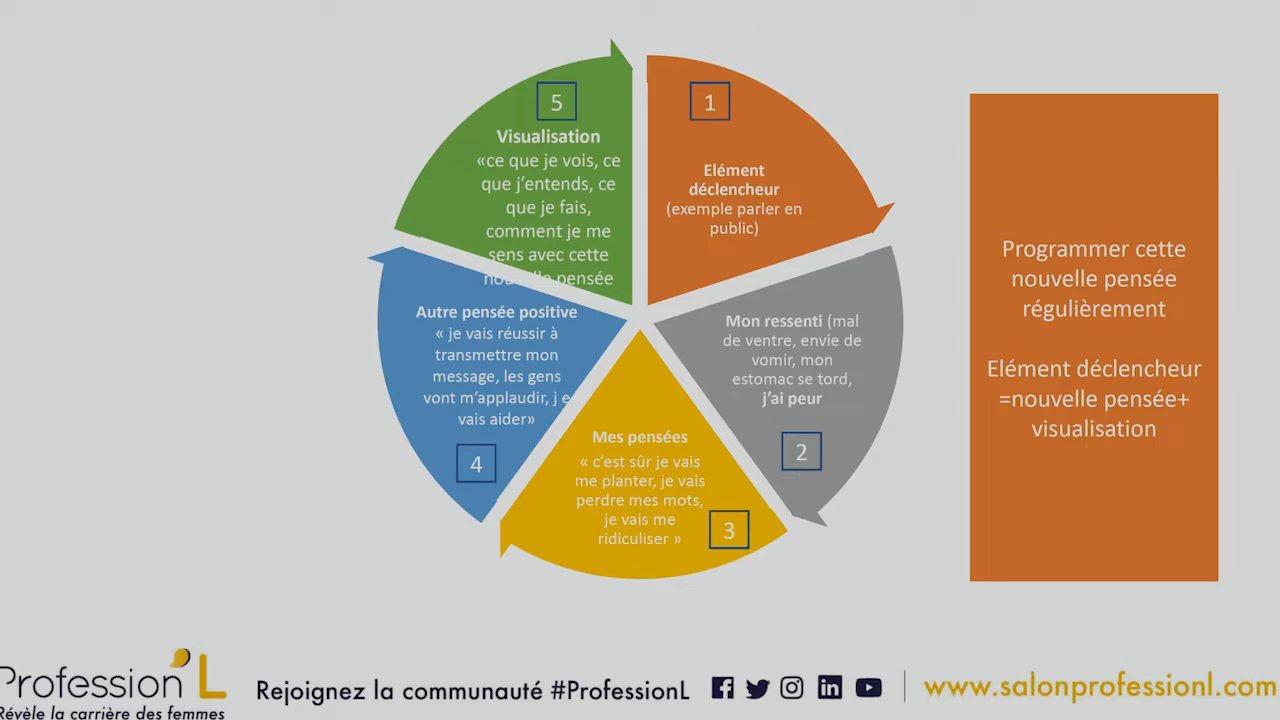 5
Visualisation
«ce que je vois, ce
que j’entends, ce
que je fais,
comment je me
sens avec cette
nouvelle pensée
1
Elément
déclencheur
(exemple parler en
public)
Mon ressenti (mal
de ventre, envie de
vomir, mon
estomac se tord,
j’ai peur
2
Mes pensées
« c’est sûr je vais
me planter, je vais
perdre mes mots,
je vais me
ridiculiser »
3
Autre pensée positive
« je vais réussir à
transmettre mon
message, les gens
vont m’applaudir, j e
vais aider»
4
Programmer cette
nouvelle pensée
régulièrement
Elément déclencheur
=nouvelle pensée+
visualisation
Profession'L
Révèle la carrière des femmes
Rejoignez la communauté #ProfessionL
www.salonprofessionl.com